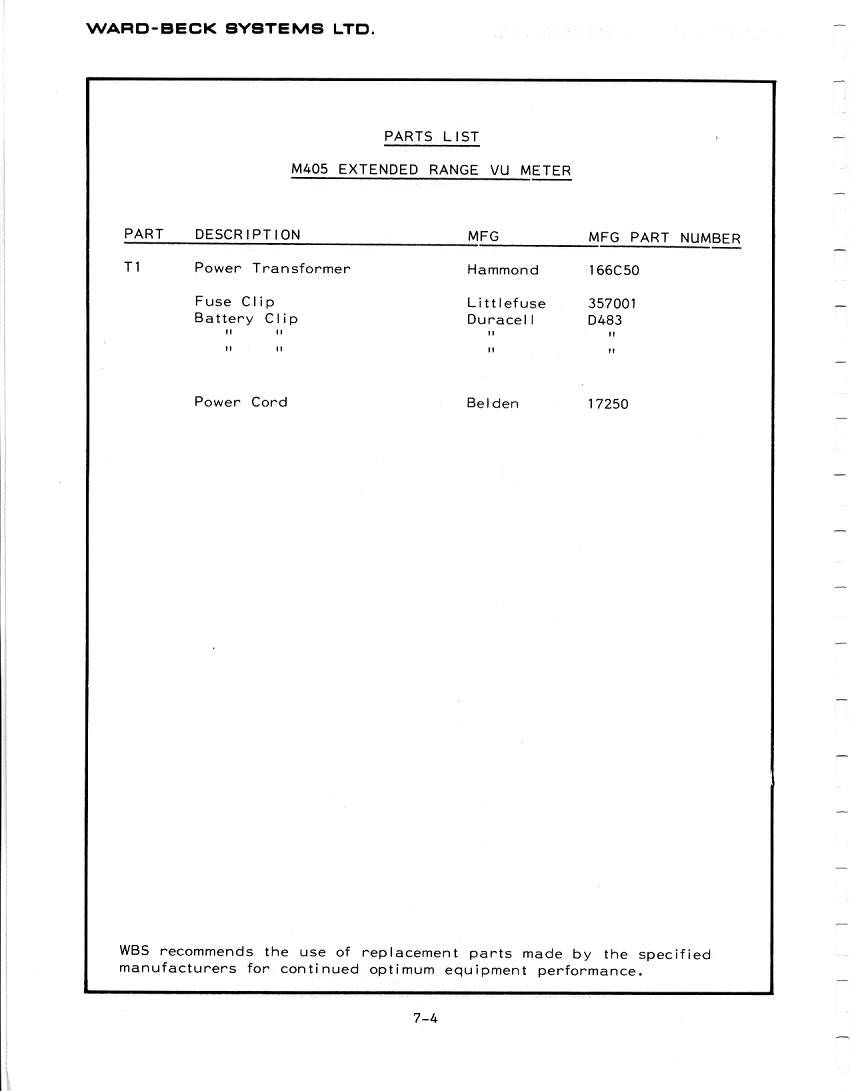 WARD-BECK SYSTEMS LTD.
PARTS LIST
M405 EXTENDED RANGE VU METER
PART DESCRIPTION MFG MFG PART NUMBER
T1 Power Transformer Hammond 166C50
Fuse Clip Littlefuse 357001
Battery Clip Duracell D483
" " " "
" " " "
Power Cord Belden 17250
WBS recommends the use of replacement parts made by the specified
manufacturers for continued optimum equipment performance.
7-4